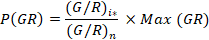 P(GR) = (G/R)i* / (G/R)n × Max (GR)